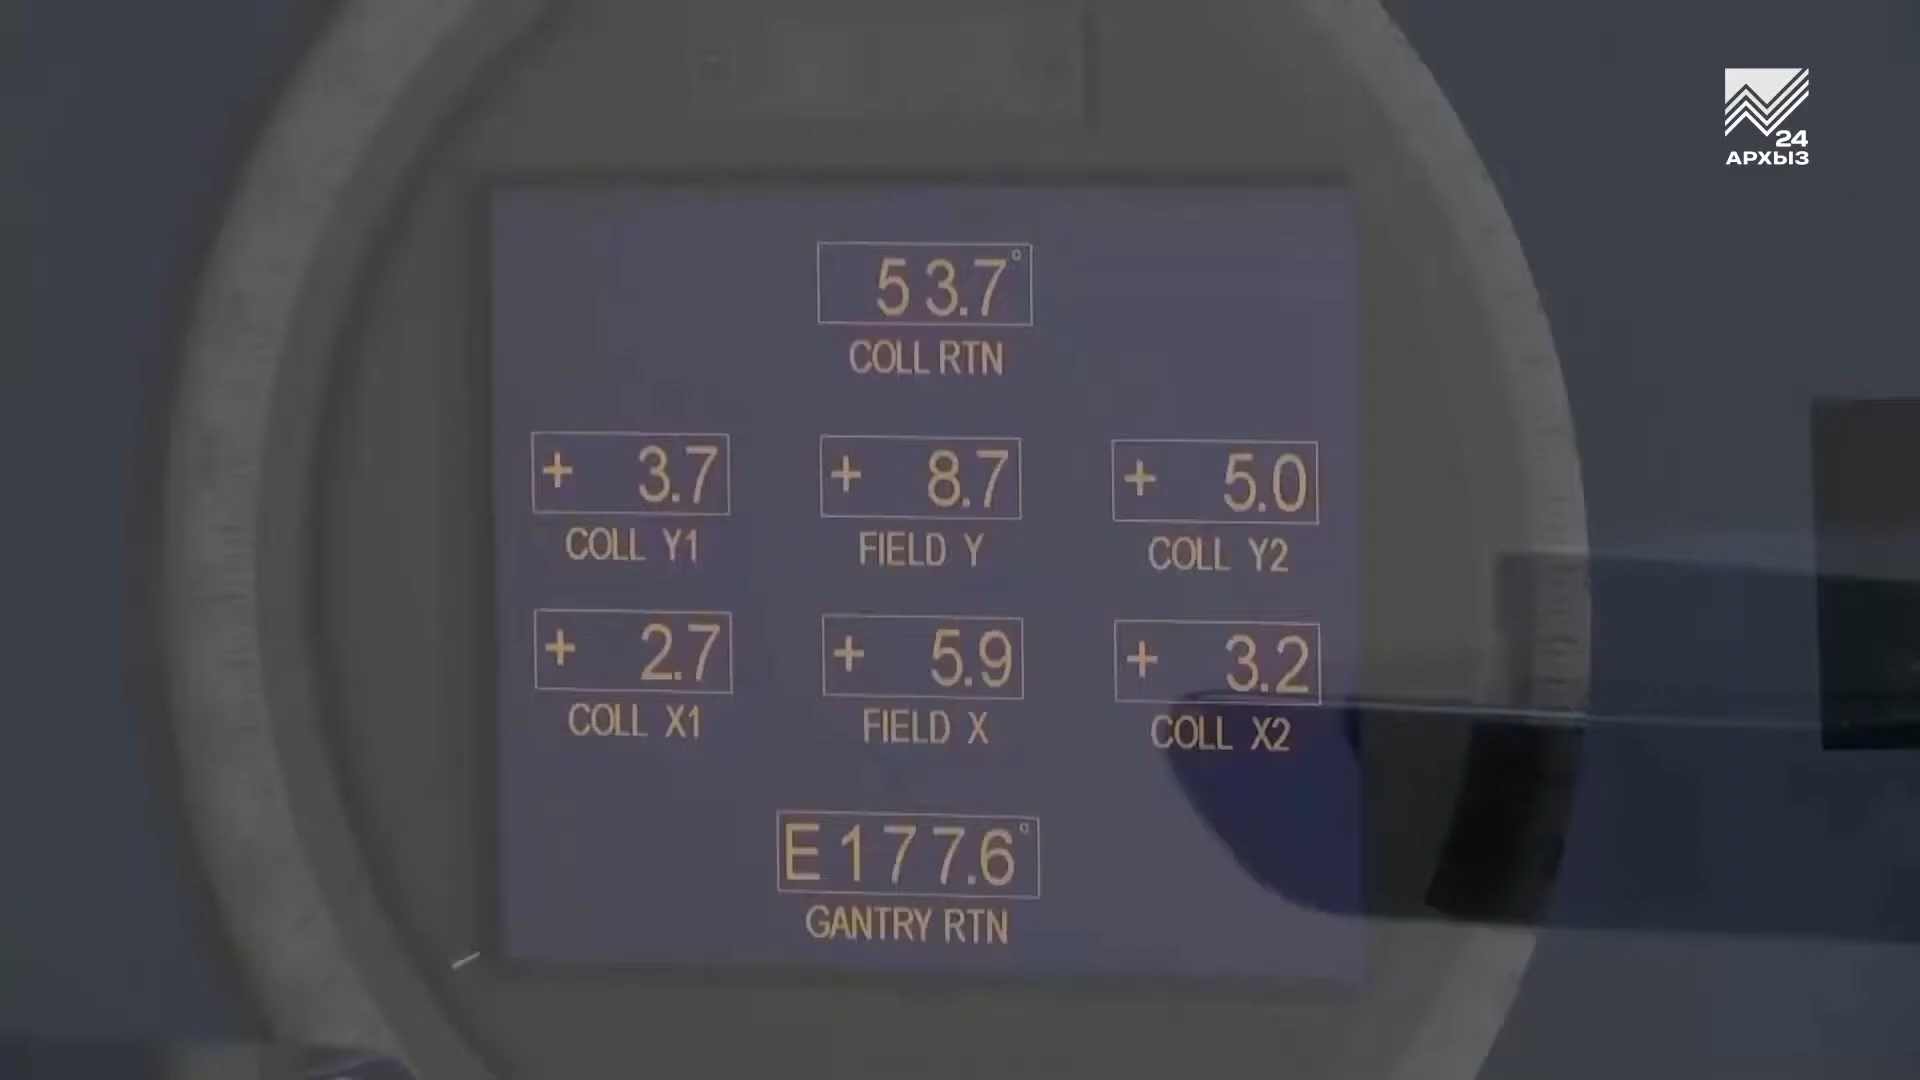 24
АРХЫЗ
53.7°
COLL RTN
+ 3.7
+ 8.7
+ 5.0
COLL Y1
FIELD Y
COLL Y2
+ 2.7
+ 5.9
+ 3.2
COLL X1
FIELD X
COLL X2
E177.6°
GANTRY RTN